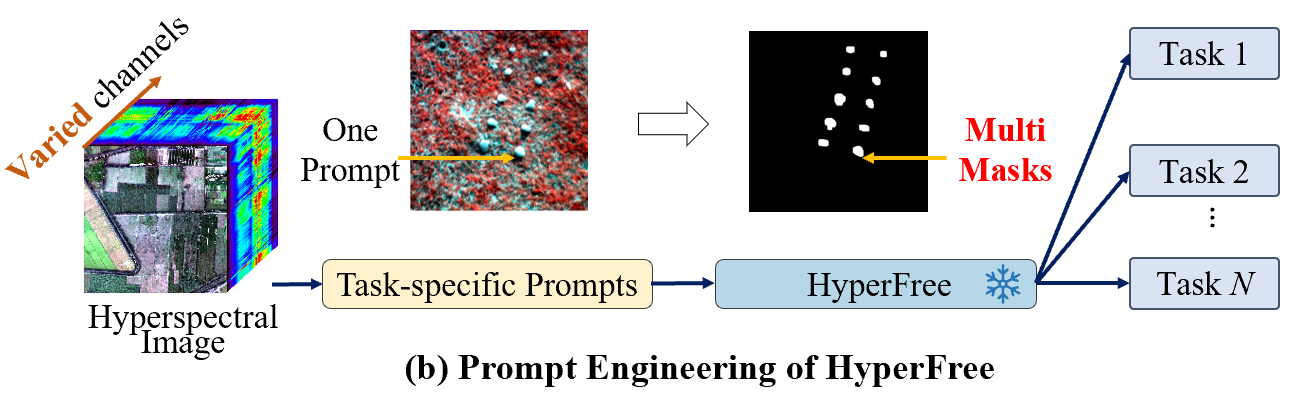 Varied channels
One
Prompt
Multi
Masks
Task 1
Task 2
...
Task N
Hyperspectral
Image
Task-specific Prompts
HyperFree
(b) Prompt Engineering of HyperFree